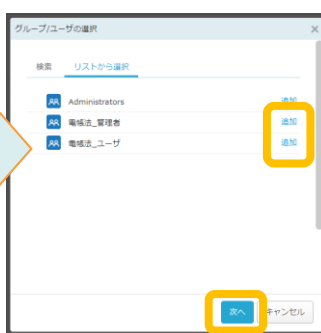 グループ/ユーザの選択
検索 リストから選択
Administrators 追加
電帳法_管理者 追加
電帳法_ユーザ 追加
次へ キャンセル